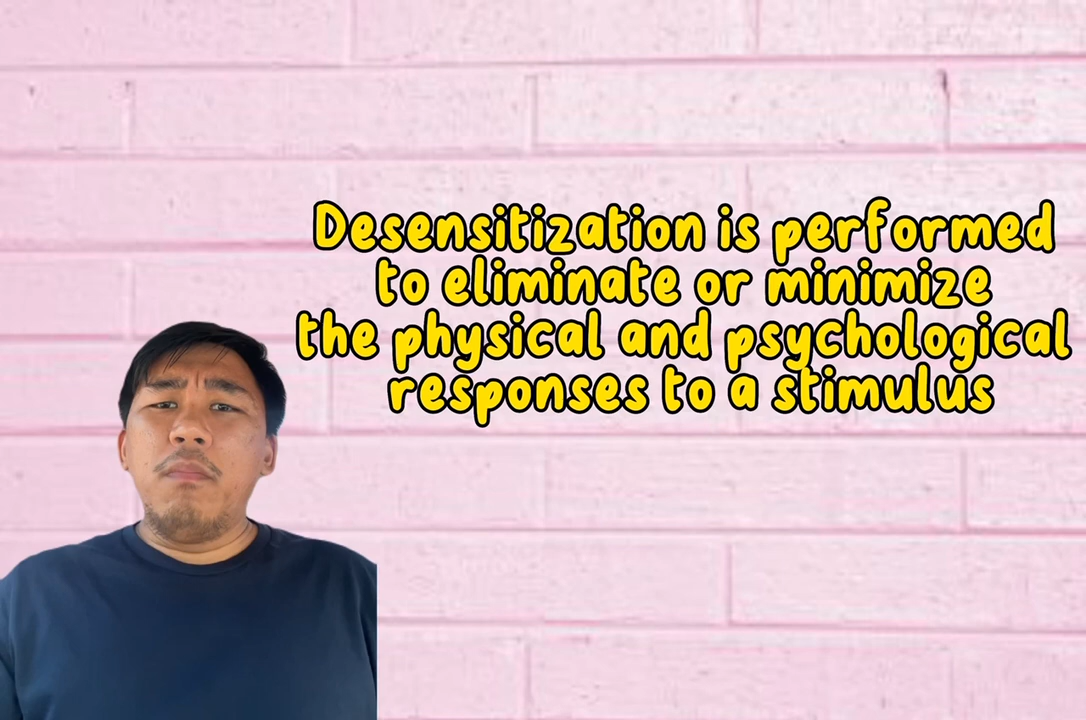 Desensitization is performed
to eliminate or minimize
the physical and psychological
responses to a stimulus